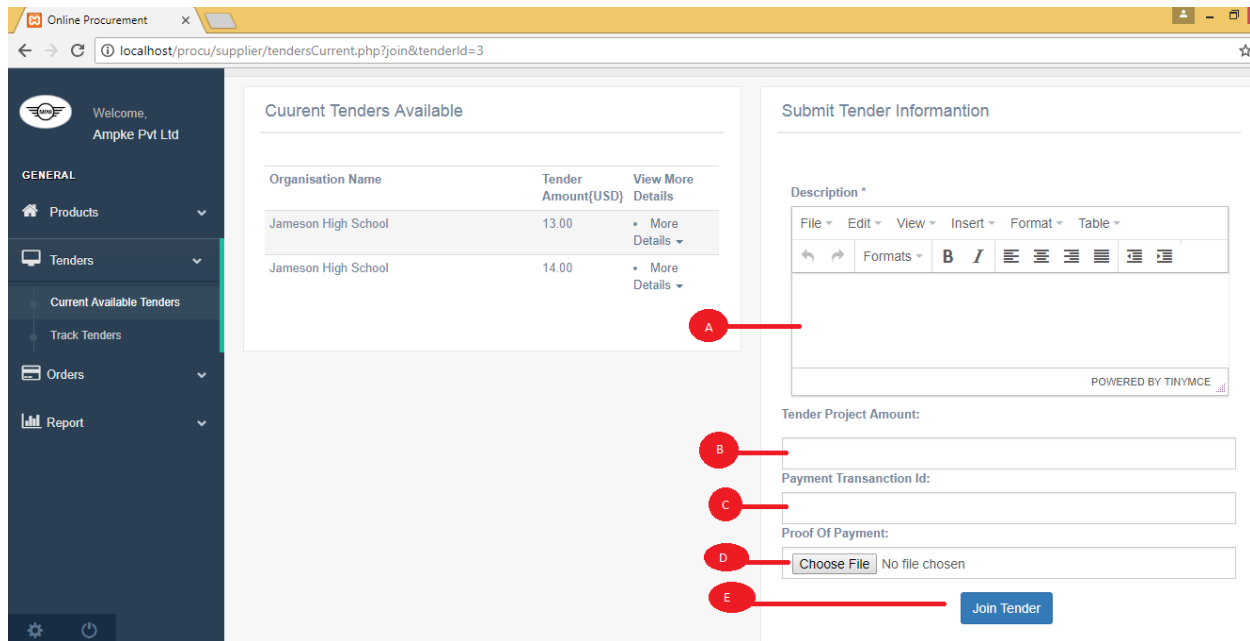 Online Procurement
localhost/procu/supplier/tendersCurrent.php?join&tenderId=3
MINI
Welcome,
Ampke Pvt Ltd
GENERAL
Products
Tenders
Current Available Tenders
Track Tenders
Orders
Report
Cuurent Tenders Available
Organisation Name Tender Amount{USD} View More Details
Jameson High School 13.00 • More Details
Jameson High School 14.00 • More Details
Submit Tender Informantion
Description *
File Edit View Insert Format Table
Formats B I
A
POWERED BY TINYMCE
Tender Project Amount:
B
Payment Transanction Id:
C
Proof Of Payment:
D
Choose File No file chosen
E
Join Tender